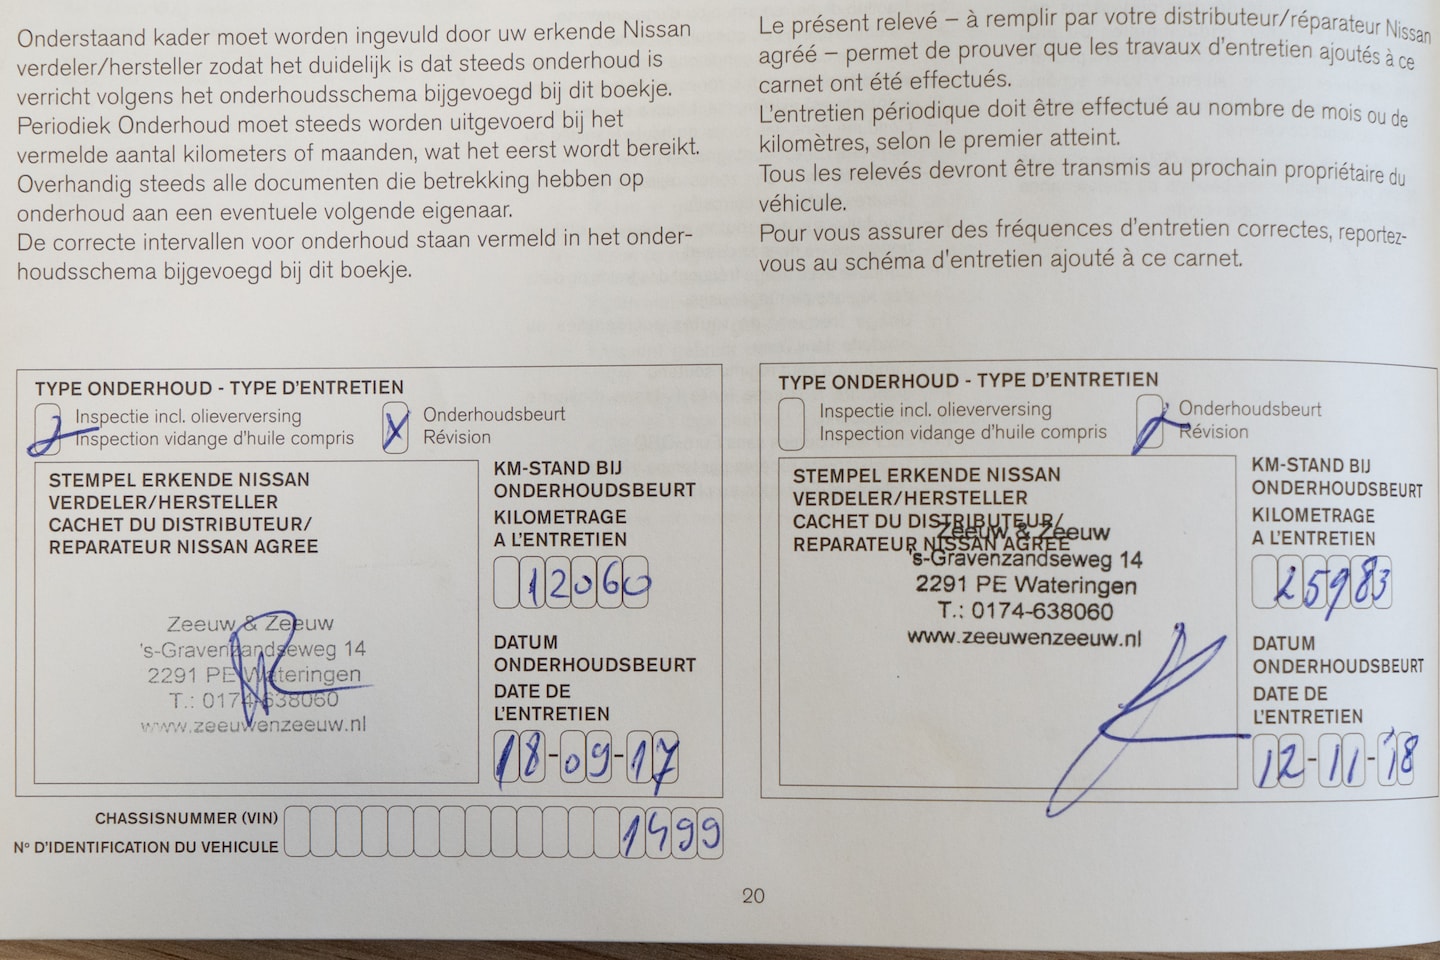 Onderstaand kader moet worden ingevuld door uw erkende Nissan
verdeler/hersteller zodat het duidelijk is dat steeds onderhoud is
verricht volgens het onderhoudsschema bijgevoegd bij dit boekje.
Periodiek Onderhoud moet steeds worden uitgevoerd bij het
vermelde aantal kilometers of maanden, wat het eerst wordt bereikt.
Overhandig steeds alle documenten die betrekking hebben op
onderhoud aan een eventuele volgende eigenaar.
De correcte intervallen voor onderhoud staan vermeld in het onder-
houdsschema bijgevoegd bij dit boekje.
Le présent relevé – à remplir par votre distributeur/réparateur Nissan
agréé – permet de prouver que les travaux d'entretien ajoutés à ce
carnet ont été effectués.
L'entretien périodique doit être effectué au nombre de mois ou de
kilomètres, selon le premier atteint.
Tous les relevés devront être transmis au prochain propriétaire du
véhicule.
Pour vous assurer des fréquences d'entretien correctes, reportez-
vous au schéma d'entretien ajouté à ce carnet.
TYPE ONDERHOUD - TYPE D'ENTRETIEN
Inspectie incl. olieverversing
Inspection vidange d'huile compris
X
Onderhoudsbeurt
Révision
STEMPEL ERKENDE NISSAN
VERDELER/HERSTELLER
CACHET DU DISTRIBUTEUR/
REPARATEUR NISSAN AGREE
Zeeuw & Zeeuw
's-Gravenzandseweg 14
2291 PE Wateringen
T.: 0174-638060
www.zeeuwenzeeuw.nl
KM-STAND BIJ
ONDERHOUDSBEURT
KILOMETRAGE
A L'ENTRETIEN
12060
DATUM
ONDERHOUDSBEURT
DATE DE
L'ENTRETIEN
18-09-17
CHASSISNUMMER (VIN)
Nº D'IDENTIFICATION DU VEHICULE
1499
TYPE ONDERHOUD - TYPE D'ENTRETIEN
Inspectie incl. olieverversing
Inspection vidange d'huile compris
Onderhoudsbeurt
Révision
STEMPEL ERKENDE NISSAN
VERDELER/HERSTELLER
CACHET DU DISTRIBUTEUR/
REPARATEUR NISSAN AGREE
Zeeuw & Zeeuw
's-Gravenzandseweg 14
2291 PE Wateringen
T.: 0174-638060
www.zeeuwenzeeuw.nl
KM-STAND BIJ
ONDERHOUDSBEURT
KILOMETRAGE
A L'ENTRETIEN
25983
DATUM
ONDERHOUDSBEURT
DATE DE
L'ENTRETIEN
12-11-'18
20